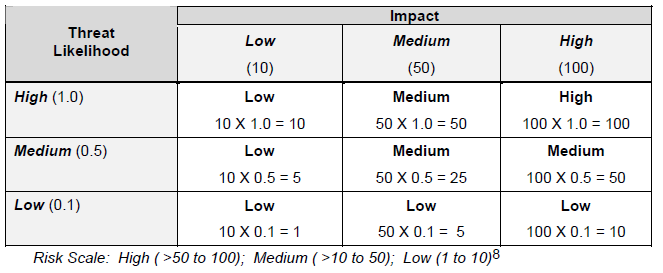 Threat Likelihood
Impact
Low
Medium
High
(10)
(50)
(100)
High (1.0)
Low
Medium
High
10 X 1.0 = 10
50 X 1.0 = 50
100 X 1.0 = 100
Medium (0.5)
Low
Medium
Medium
10 X 0.5 = 5
50 X 0.5 = 25
100 X 0.5 = 50
Low (0.1)
Low
Low
Low
10 X 0.1 = 1
50 X 0.1 = 5
100 X 0.1 = 10
Risk Scale: High ( >50 to 100); Medium ( >10 to 50); Low (1 to 10)8